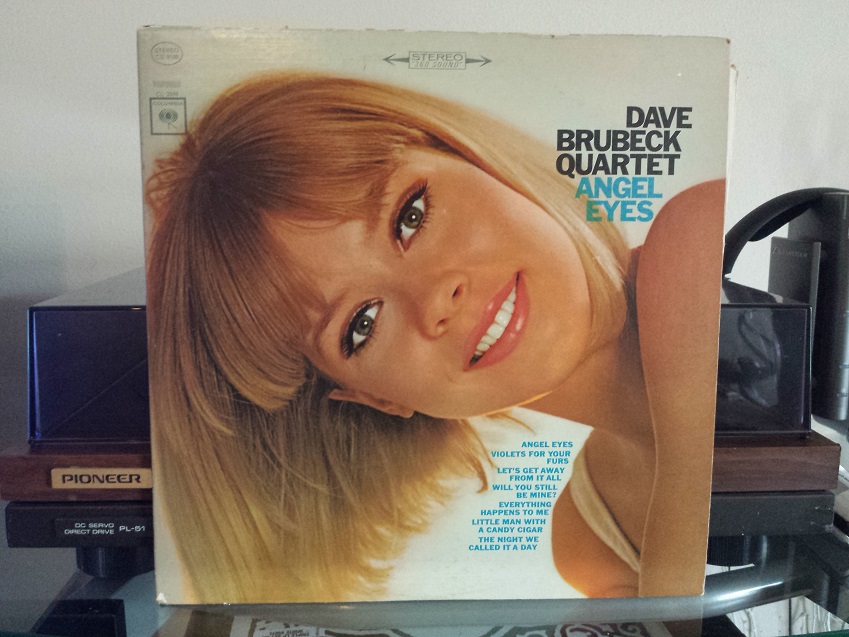 STEREO
STEREO
"360 SOUND"
COLUMBIA
DAVE
BRUBECK
QUARTET
ANGEL
EYES
ANGEL EYES
VIOLETS FOR YOUR
FURS
LET'S GET AWAY
FROM IT ALL
WILL YOU STILL
BE MINE?
EVERYTHING
HAPPENS TO ME
LITTLE MAN WITH
A CANDY CIGAR
THE NIGHT WE
CALLED IT A DAY
PIONEER
DC SERVO
DIRECT DRIVE PL-51